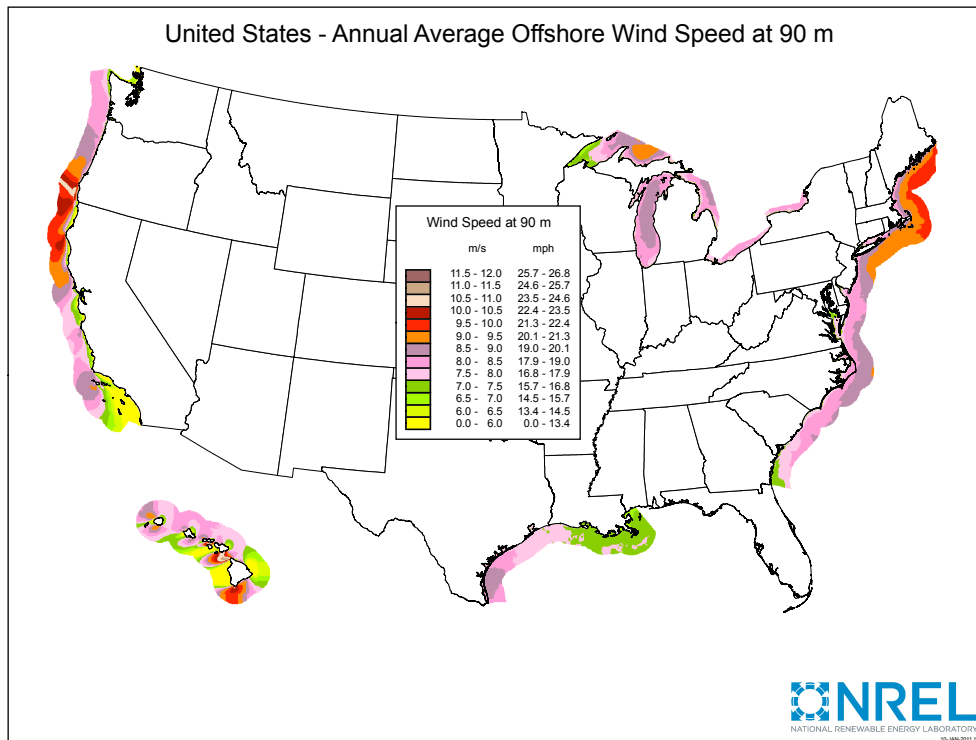 United States - Annual Average Offshore Wind Speed at 90 m
Wind Speed at 90 m
m/s mph
11.5 - 12.0 25.7 - 26.8
11.0 - 11.5 24.6 - 25.7
10.5 - 11.0 23.5 - 24.6
10.0 - 10.5 22.4 - 23.5
9.5 - 10.0 21.3 - 22.4
9.0 - 9.5 20.1 - 21.3
8.5 - 9.0 19.0 - 20.1
8.0 - 8.5 17.9 - 19.0
7.5 - 8.0 16.8 - 17.9
7.0 - 7.5 15.7 - 16.8
6.5 - 7.0 14.5 - 15.7
6.0 - 6.5 13.4 - 14.5
0.0 - 6.0 0.0 - 13.4
NREL
NATIONAL RENEWABLE ENERGY LABORATORY